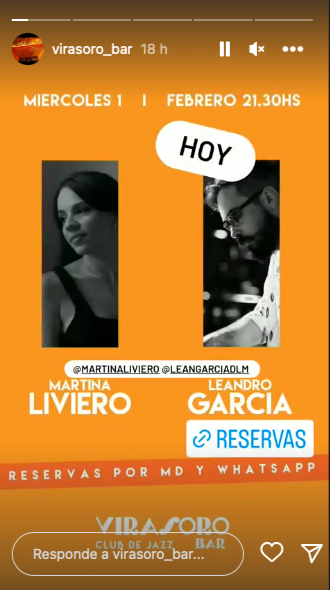 virasoro_bar 18 h
MIERCOLES 1 | FEBRERO 21.30HS
HOY
@MARTINALIVIERO @LEANGARCIADLM
MARTINA
LIVIERO
LEANDRO
GARCIA
RESERVAS
RESERVAS POR MD Y WHATSAPP
VIRASORO
CLUB DE JAZZ BAR
Responde a virasoro_bar...